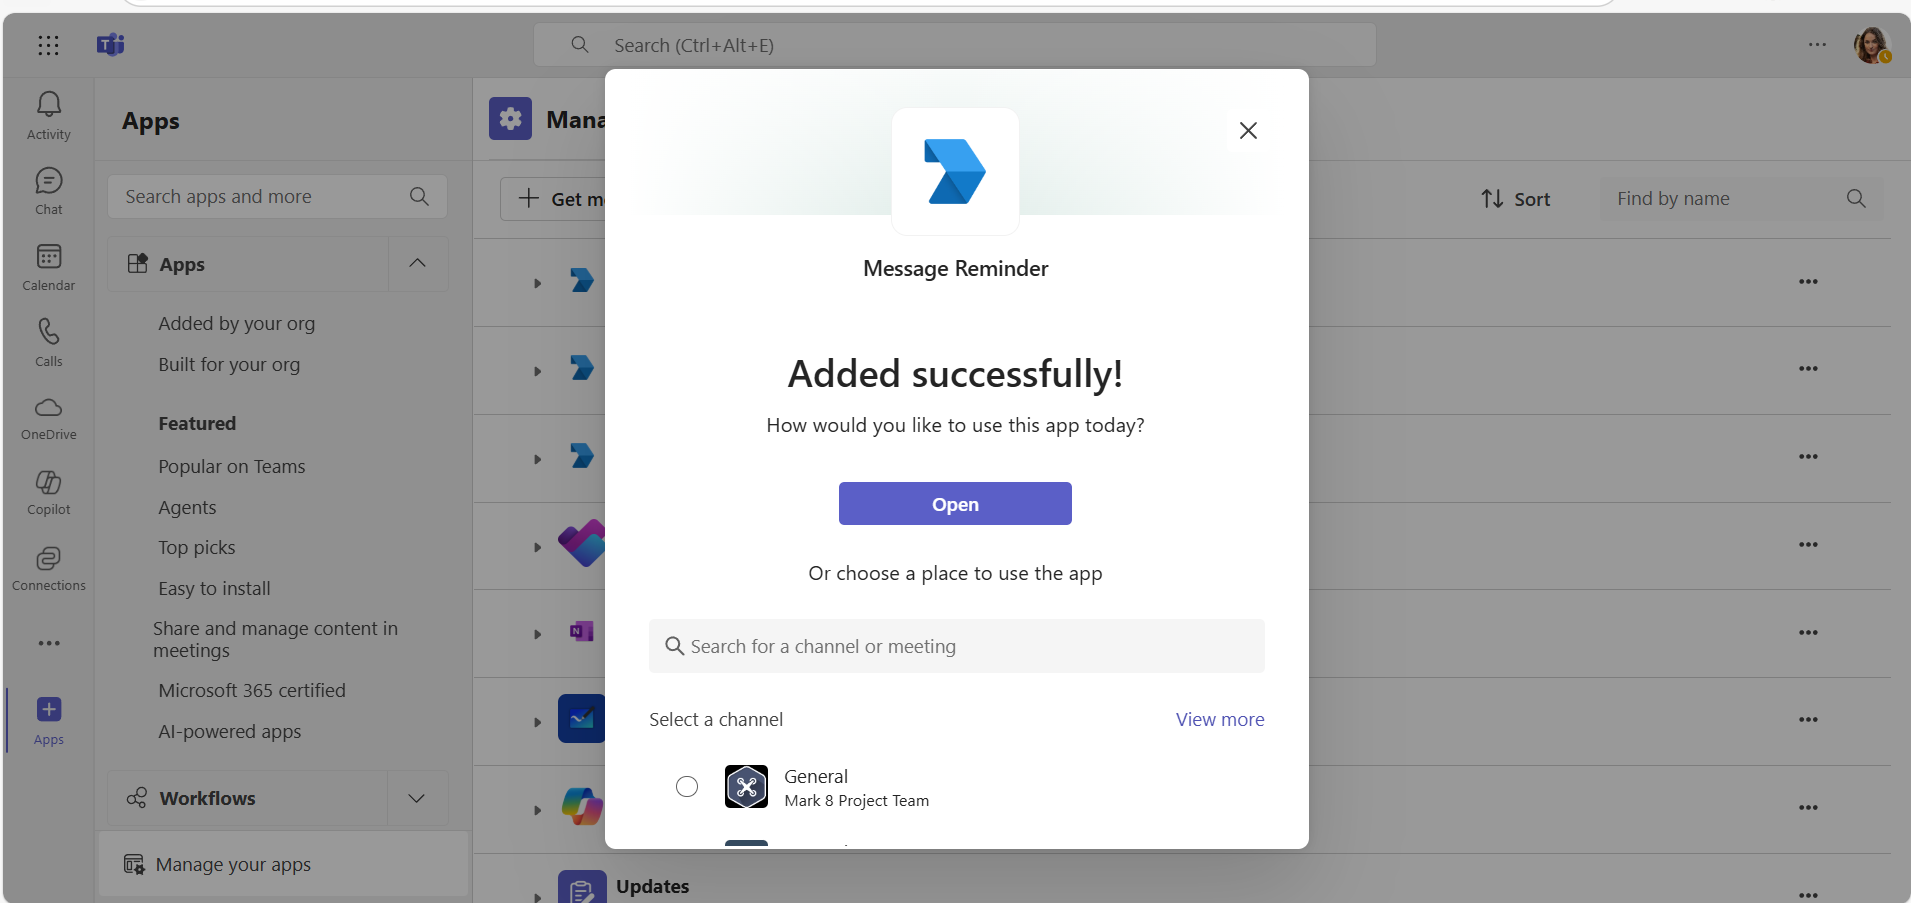 Search (Ctrl+Alt+E)
Activity
Chat
Calendar
Calls
OneDrive
Copilot
Connections
Apps
Apps
Search apps and more
Apps
Added by your org
Built for your org
Featured
Popular on Teams
Agents
Top picks
Easy to install
Share and manage content in
meetings
Microsoft 365 certified
AI-powered apps
Workflows
Manage your apps
Mana
Get m
Sort
Find by name
Updates
Message Reminder
Added successfully!
How would you like to use this app today?
Open
Or choose a place to use the app
Search for a channel or meeting
Select a channel
View more
General
Mark 8 Project Team